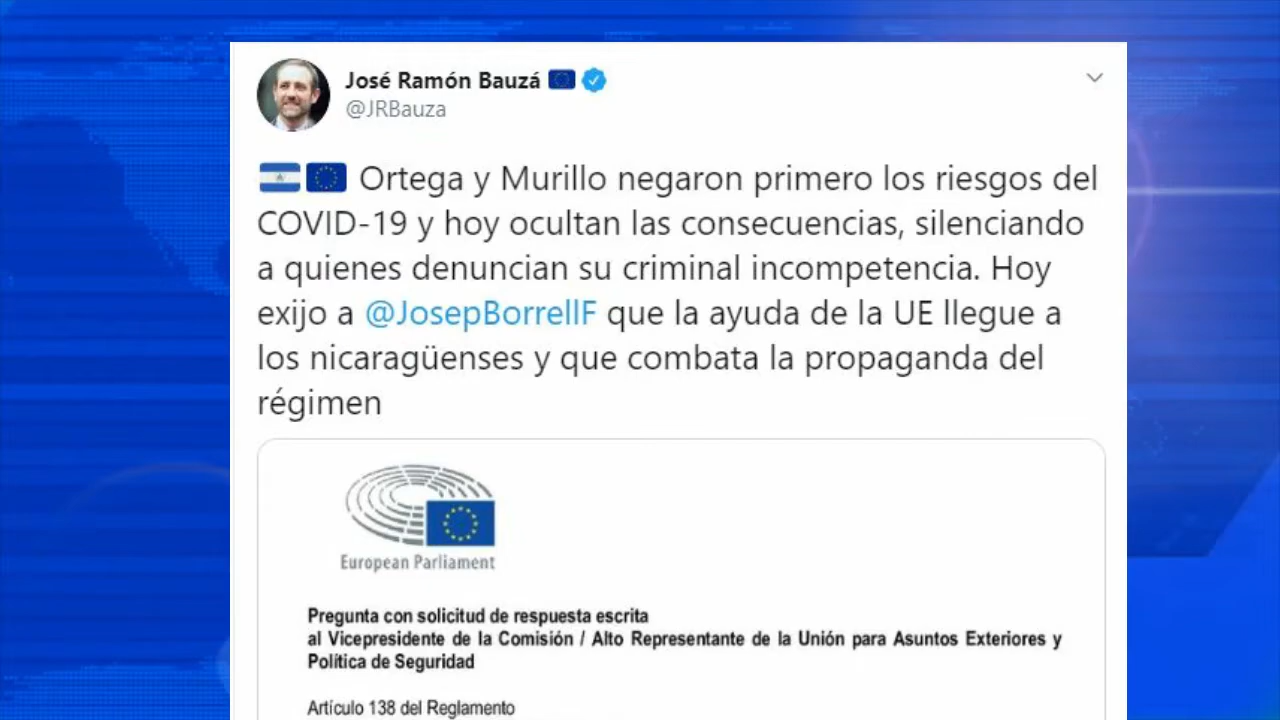 José Ramón Bauzá
@JRBauza
Ortega y Murillo negaron primero los riesgos del
COVID-19 y hoy ocultan las consecuencias, silenciando
a quienes denuncian su criminal incompetencia. Hoy
exijo a @JosepBorrellF que la ayuda de la UE llegue a
los nicaragüenses y que combata la propaganda del
régimen
European Parliament
Pregunta con solicitud de respuesta escrita
al Vicepresidente de la Comisión / Alto Representante de la Unión para Asuntos Exteriores y
Política de Seguridad
Artículo 138 del Reglamento